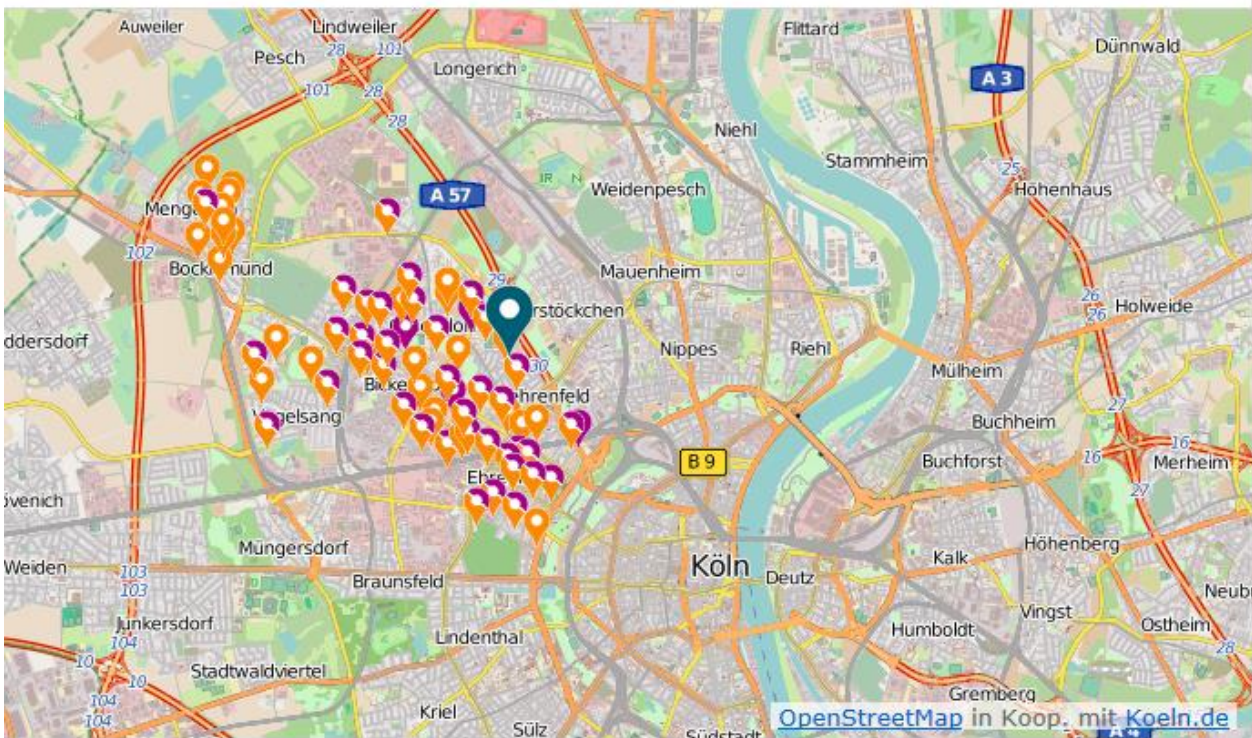 Auweiler
Lindweiler
Flittard
Dünnwald
Pesch
28
101
Longerich
A 3
101
28
28
Niehl
Stammheim
25
Höhenhaus
A 57
Weidenpesch
102
29
Mauenheim
26
26
Holweide
Nippes
Riehl
Mülheim
30
Buchheim
27
16
Buchforst
16
Merheim
B 9
27
Müngersdorf
Köln
Deutz
Kalk
Höhenberg
Weiden
103
103
Braunsfeld
Vingst
Ostheim
Junkersdorf
Lindenthal
Humboldt
104
10
10
28
Stadtwaldviertel
104
104
Kriel
Sülz
Gremberg
OpenStreetMap in Koop. mit Koeln.de